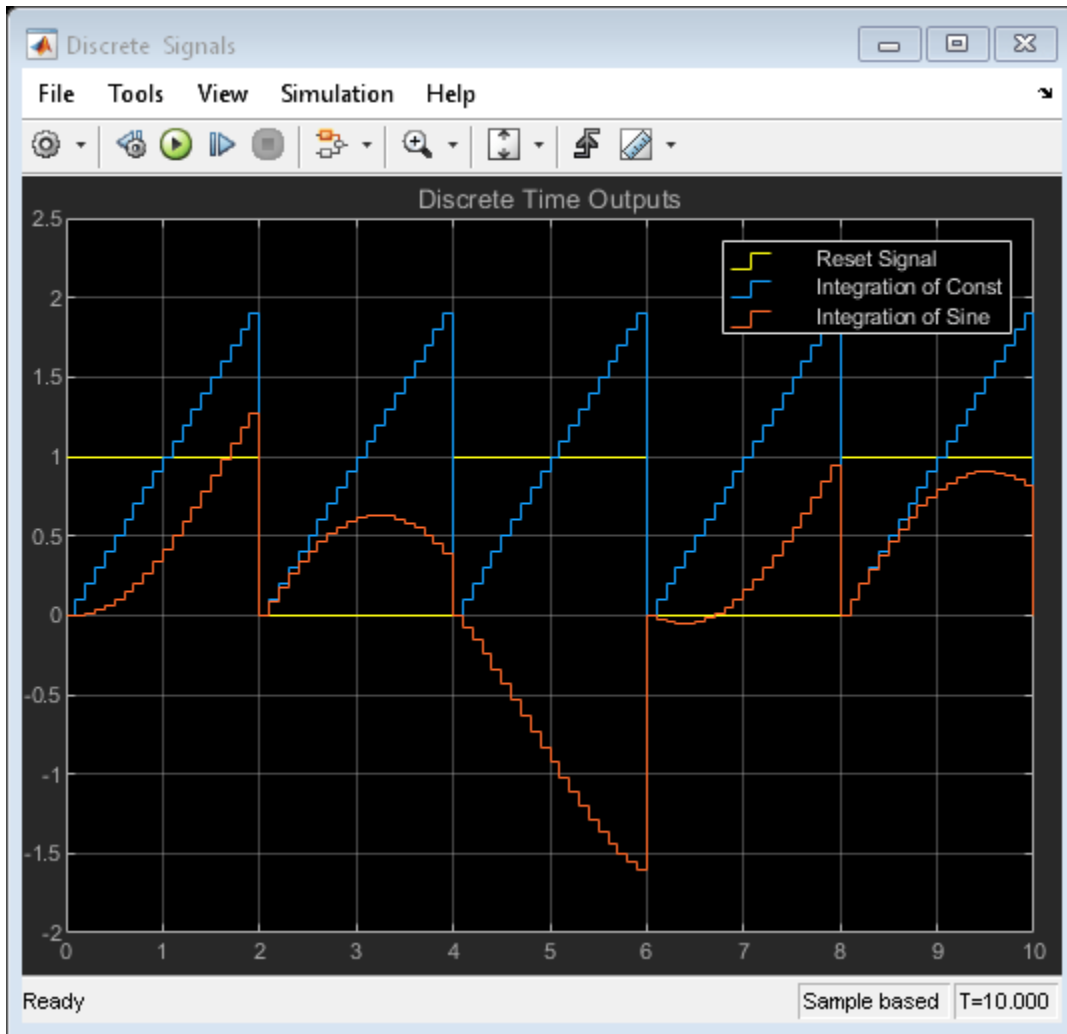 Discrete Signals
File Tools View Simulation Help
Discrete Time Outputs
2.5
2
1.5
1
0.5
0
-0.5
-1
-1.5
-2
Reset Signal
Integration of Const
Integration of Sine
0 1 2 3 4 5 6 7 8 9 10
Ready Sample based T=10.000